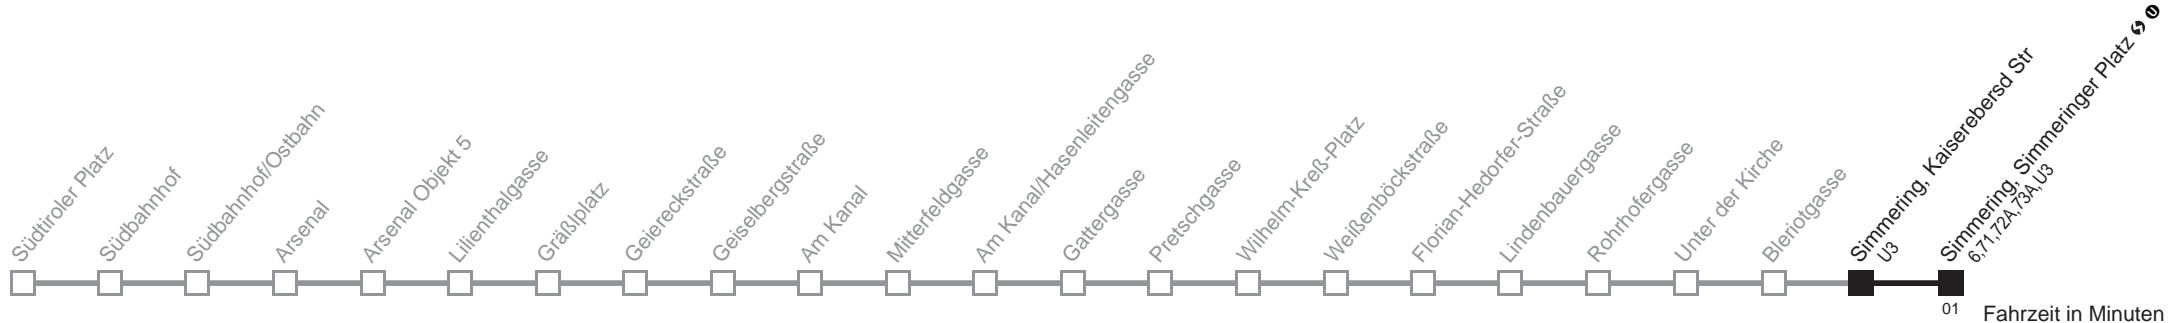 Südtiroler Platz
Südbahnhof
Südbahnhof/Ostbahn
Arsenal
Arsenal Objekt 5
Lilienthalgasse
Gräßlplatz
Geiereckstraße
Geiselbergstraße
Am Kanal
Mitterfeldgasse
Am Kanal/Hasenleitengasse
Gattergasse
Pretschgasse
Wilhelm-Kreß-Platz
Weißenböckstraße
Florian-Hedorfer-Straße
Lindenbauergasse
Rohrhofergasse
Unter der Kirche
Bleriotgasse
Simmering, Kaiserebersd Str
U3
Simmering, Simmeringer Platz U
6,71,72A,73A,U3
01
Fahrzeit in Minuten